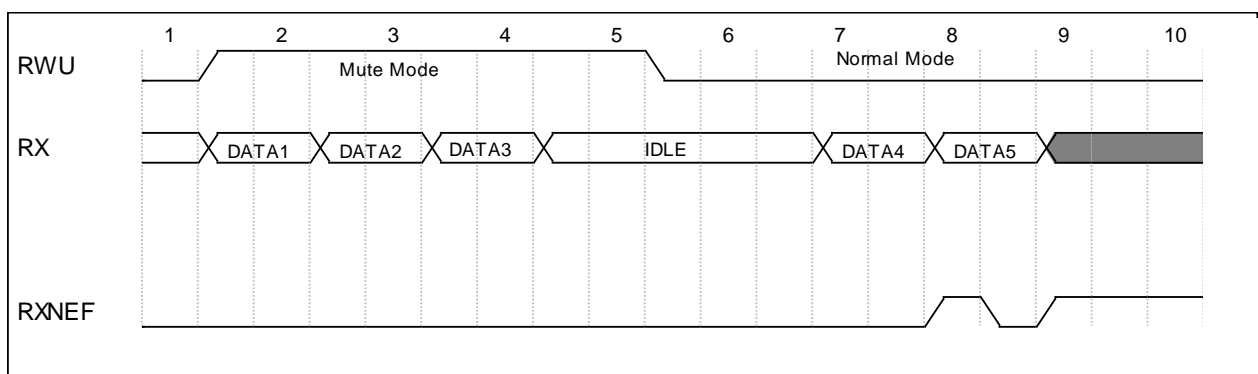 1 2 3 4 5 6 7 8 9 10
RWU Mute Mode Normal Mode
RX DATA1 DATA2 DATA3 IDLE DATA4 DATA5
RXNEF